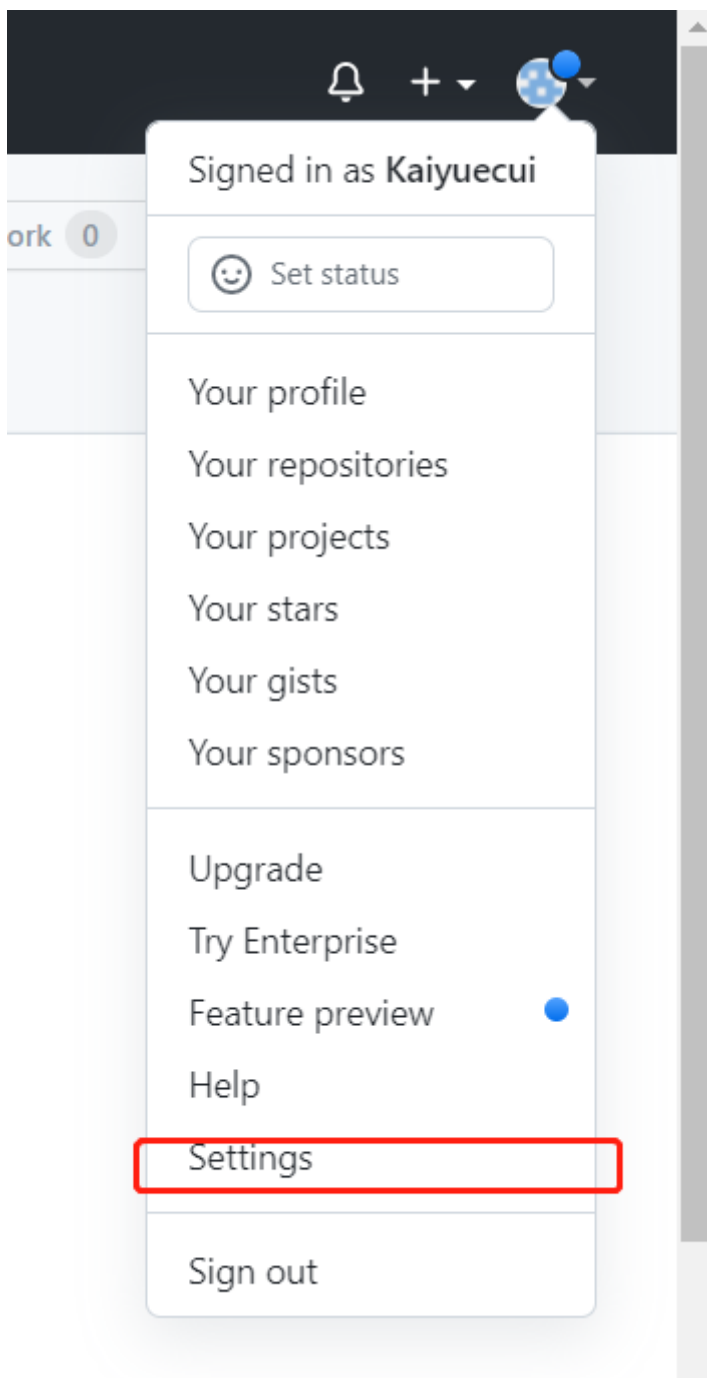 Signed in as Kaiyuecui
ork 0
Set status
Your profile
Your repositories
Your projects
Your stars
Your gists
Your sponsors
Upgrade
Try Enterprise
Feature preview
Help
Settings
Sign out